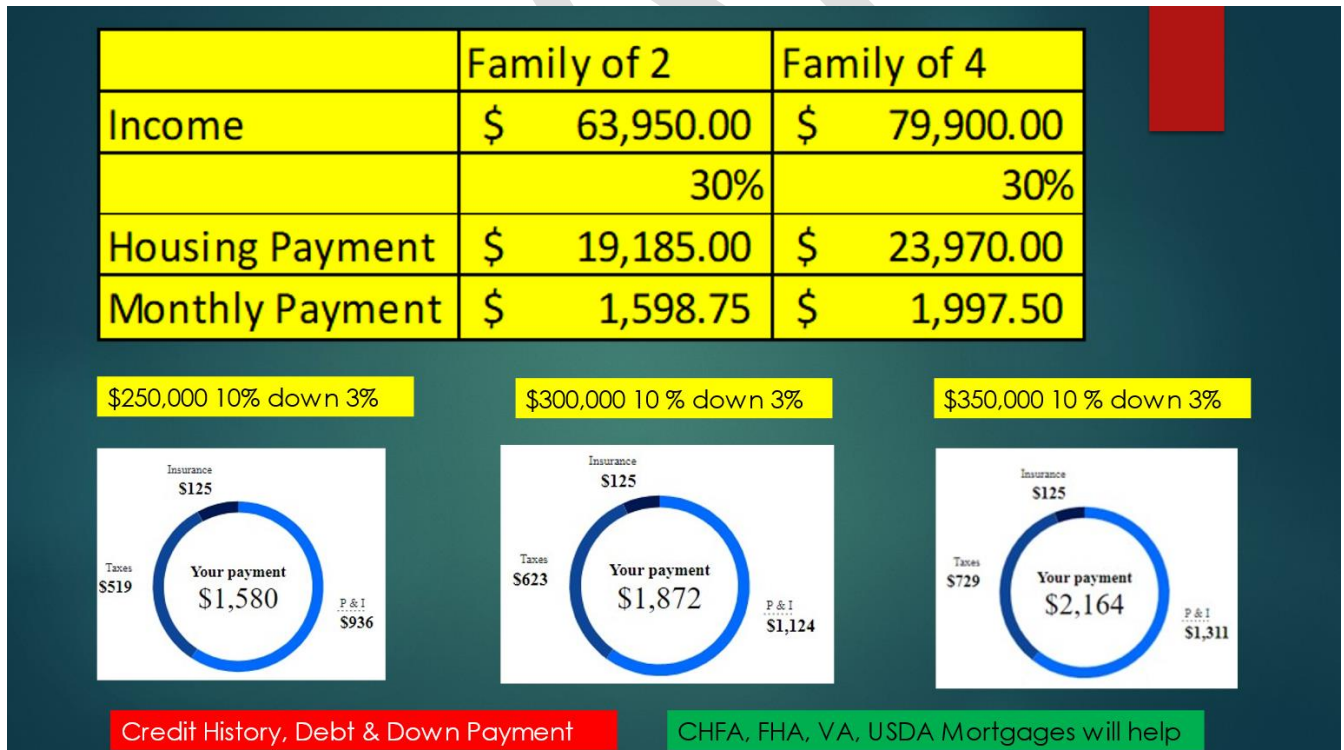 Family of 2 Family of 4
Income $ 63,950.00 $ 79,900.00
30% 30%
Housing Payment $ 19,185.00 $ 23,970.00
Monthly Payment $ 1,598.75 $ 1,997.50
$250,000 10% down 3%
$300,000 10 % down 3%
$350,000 10 % down 3%
Insurance
$125
Taxes
$519
Your payment
$1,580
P & I
$936
Insurance
$125
Taxes
$623
Your payment
$1,872
P & I
$1,124
Insurance
$125
Taxes
$729
Your payment
$2,164
P & I
$1,311
Credit History, Debt & Down Payment
CHFA, FHA, VA, USDA Mortgages will help